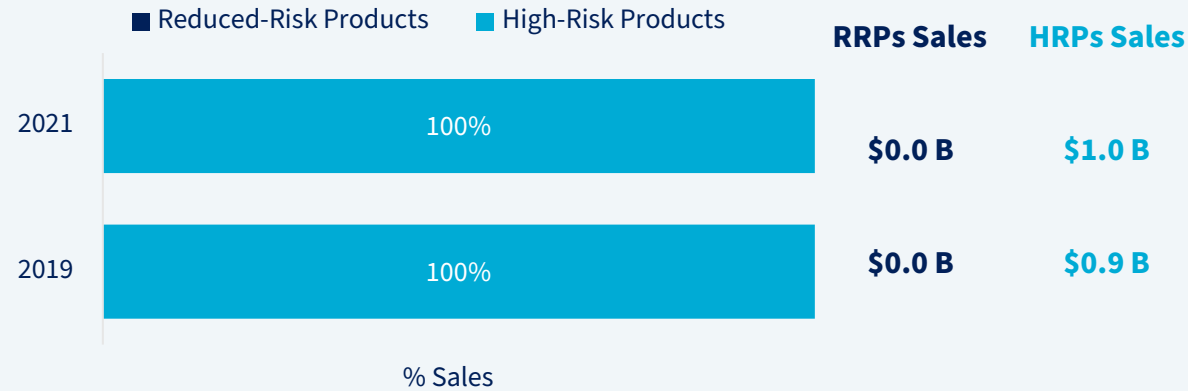 Reduced-Risk Products High-Risk Products
RRPs Sales HRPs Sales
2021 100% $0.0 B $1.0 B
2019 100% $0.0 B $0.9 B
% Sales